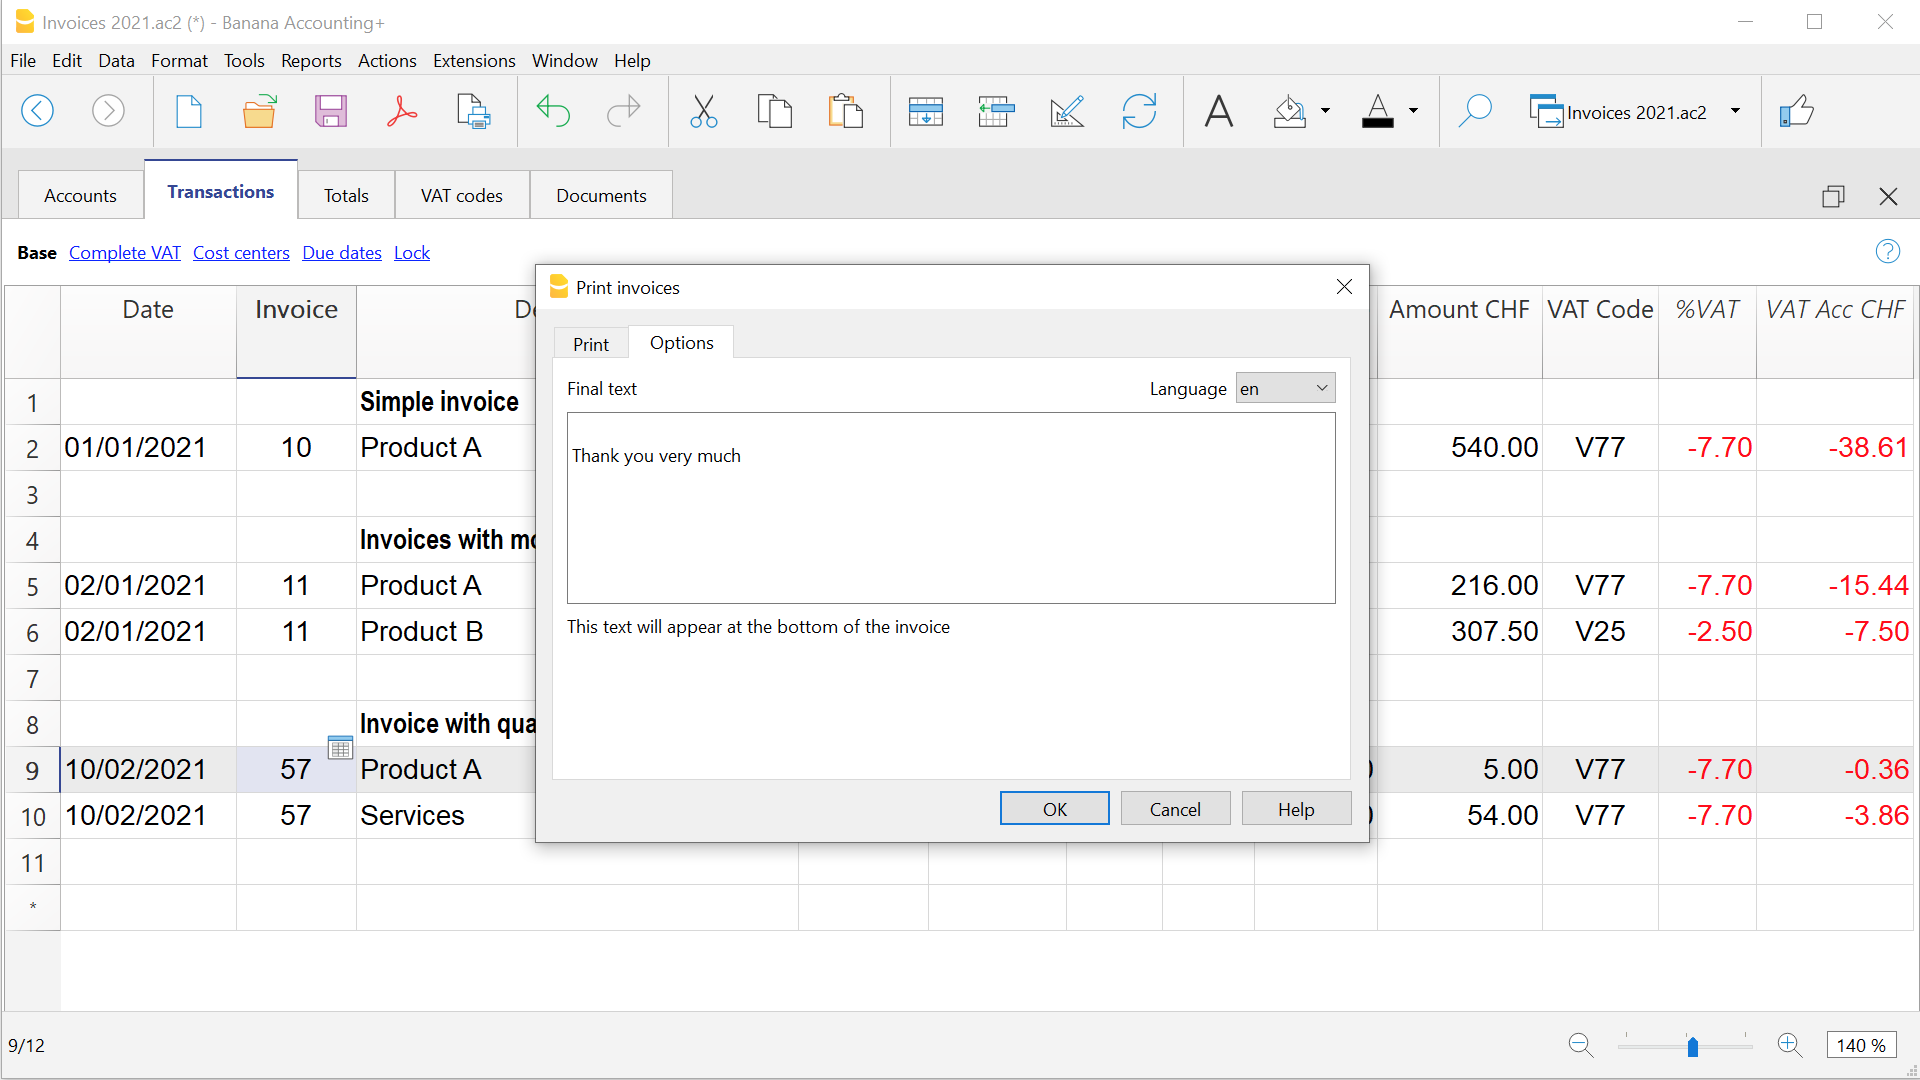 Invoices 2021.ac2 (*) - Banana Accounting+
File Edit Data Format Tools Reports Actions Extensions Window Help
Invoices 2021.ac2
Accounts Transactions Totals VAT codes Documents
Base Complete VAT Cost centers Due dates Lock
Date Invoice De Amount CHF VAT Code %VAT VAT Acc CHF
1 Simple invoice
2 01/01/2021 10 Product A 540.00 V77 -7.70 -38.61
3
4 Invoices with mo
5 02/01/2021 11 Product A 216.00 V77 -7.70 -15.44
6 02/01/2021 11 Product B 307.50 V25 -2.50 -7.50
7
8 Invoice with qua
9 10/02/2021 57 Product A 5.00 V77 -7.70 -0.36
10 10/02/2021 57 Services 54.00 V77 -7.70 -3.86
11
*
Print invoices
Print Options
Final text Language en
Thank you very much
This text will appear at the bottom of the invoice
OK Cancel Help
9/12 140 %